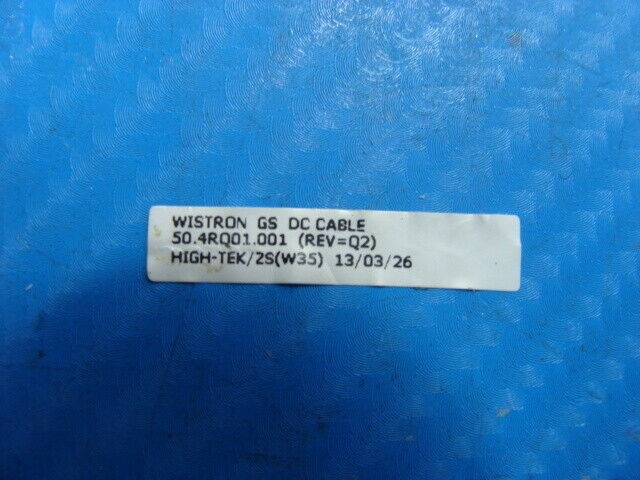 WISTRON GS DC CABLE
50.4RQ01.001 (REV=Q2)
HIGH-TEK/ZS(W35) 13/03/26